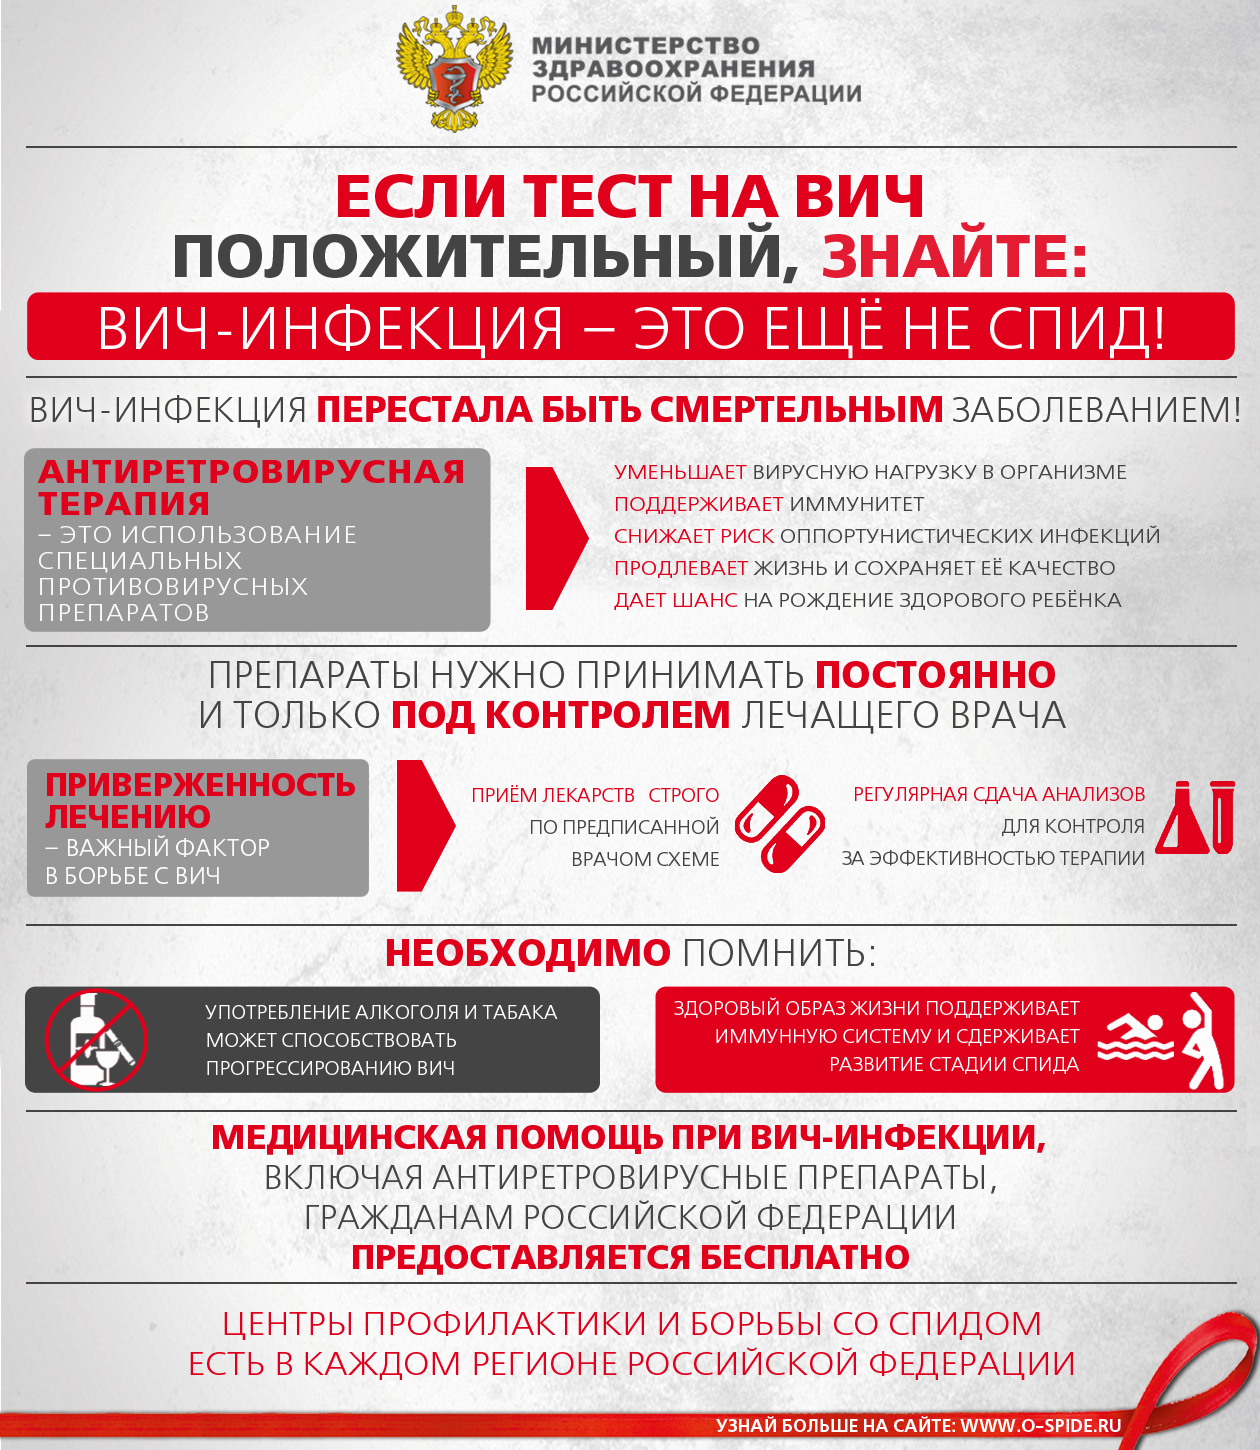 МИНИСТЕРСТВО
ЗДРАВООХРАНЕНИЯ
РОССИЙСКОЙ ФЕДЕРАЦИИ
ЕСЛИ ТЕСТ НА ВИЧ
ПОЛОЖИТЕЛЬНЫЙ, ЗНАЙТЕ:
ВИЧ-ИНФЕКЦИЯ – ЭТО ЕЩЁ НЕ СПИД!
ВИЧ-ИНФЕКЦИЯ ПЕРЕСТАЛА БЫТЬ СМЕРТЕЛЬНЫМ ЗАБОЛЕВАНИЕМ!
АНТИРЕТРОВИРУСНАЯ
ТЕРАПИЯ
– ЭТО ИСПОЛЬЗОВАНИЕ
СПЕЦИАЛЬНЫХ
ПРОТИВОВИРУСНЫХ
ПРЕПАРАТОВ
УМЕНЬШАЕТ ВИРУСНУЮ НАГРУЗКУ В ОРГАНИЗМЕ
ПОДДЕРЖИВАЕТ ИММУНИТЕТ
СНИЖАЕТ РИСК ОППОРТУНИСТИЧЕСКИХ ИНФЕКЦИЙ
ПРОДЛЕВАЕТ ЖИЗНЬ И СОХРАНЯЕТ ЕЁ КАЧЕСТВО
ДАЕТ ШАНС НА РОЖДЕНИЕ ЗДОРОВОГО РЕБЁНКА
ПРЕПАРАТЫ НУЖНО ПРИНИМАТЬ ПОСТОЯННО
И ТОЛЬКО ПОД КОНТРОЛЕМ ЛЕЧАЩЕГО ВРАЧА
ПРИВЕРЖЕННОСТЬ
ЛЕЧЕНИЮ
– ВАЖНЫЙ ФАКТОР
В БОРЬБЕ С ВИЧ
ПРИЁМ ЛЕКАРСТВ СТРОГО
ПО ПРЕДПИСАННОЙ
ВРАЧОМ СХЕМЕ
РЕГУЛЯРНАЯ СДАЧА АНАЛИЗОВ
ДЛЯ КОНТРОЛЯ
ЗА ЭФФЕКТИВНОСТЬЮ ТЕРАПИИ
НЕОБХОДИМО ПОМНИТЬ:
УПОТРЕБЛЕНИЕ АЛКОГОЛЯ И ТАБАКА
МОЖЕТ СПОСОБСТВОВАТЬ
ПРОГРЕССИРОВАНИЮ ВИЧ
ЗДОРОВЫЙ ОБРАЗ ЖИЗНИ ПОДДЕРЖИВАЕТ
ИММУННУЮ СИСТЕМУ И СДЕРЖИВАЕТ
РАЗВИТИЕ СТАДИИ СПИДА
МЕДИЦИНСКАЯ ПОМОЩЬ ПРИ ВИЧ-ИНФЕКЦИИ,
ВКЛЮЧАЯ АНТИРЕТРОВИРУСНЫЕ ПРЕПАРАТЫ,
ГРАЖДАНАМ РОССИЙСКОЙ ФЕДЕРАЦИИ
ПРЕДОСТАВЛЯЕТСЯ БЕСПЛАТНО
ЦЕНТРЫ ПРОФИЛАКТИКИ И БОРЬБЫ СО СПИДОМ
ЕСТЬ В КАЖДОМ РЕГИОНЕ РОССИЙСКОЙ ФЕДЕРАЦИИ
УЗНАЙ БОЛЬШЕ НА САЙТЕ: WWW.O-SPIDE.RU